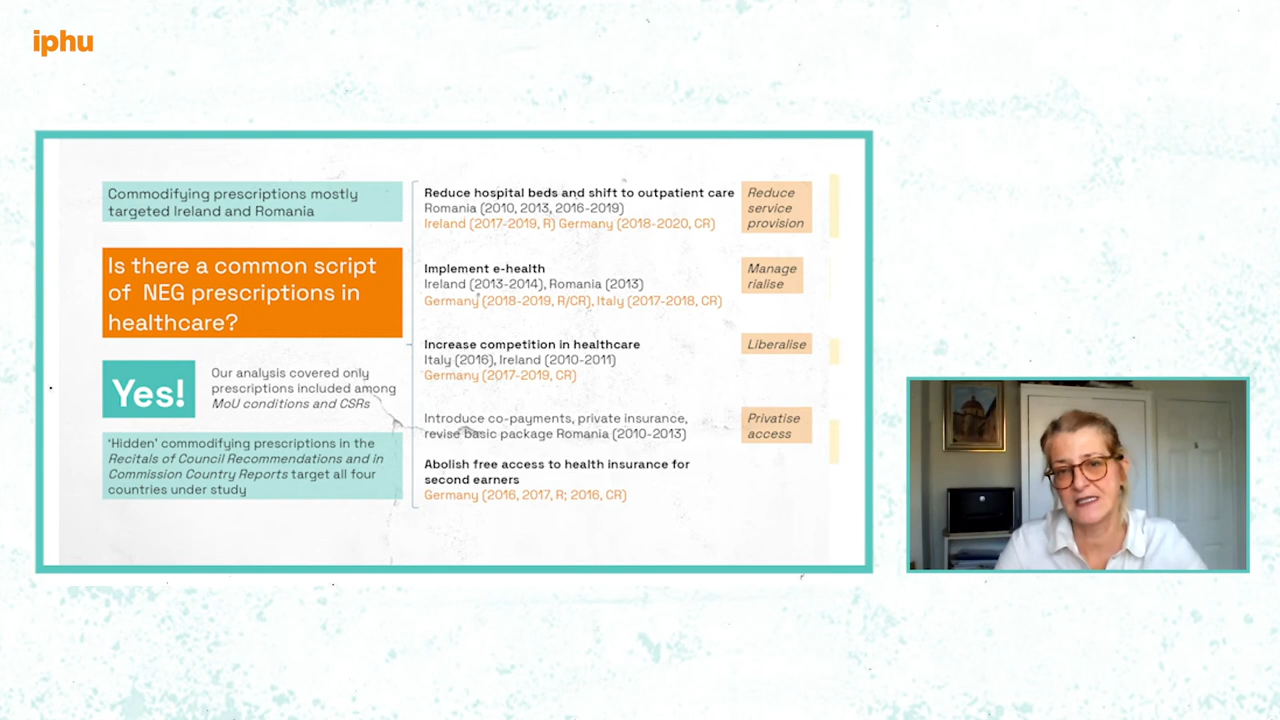 iphu
Commodifying prescriptions mostly
targeted Ireland and Romania
Is there a common script
of NEG prescriptions in
healthcare?
Yes!
Our analysis covered only
prescriptions included among
MoU conditions and CSRs
'Hidden' commodifying prescriptions in the
Recitals of Council Recommendations and in
Commission Country Reports target all four
countries under study
Reduce hospital beds and shift to outpatient care
Romania (2010, 2013, 2016-2019)
Ireland (2017-2019, R) Germany (2018-2020, CR)
Reduce
service
provision
Implement e-health
Ireland (2013-2014), Romania (2013)
Germany (2018-2019, R/CR), Italy (2017-2018, CR)
Manage
rialise
Increase competition in healthcare
Italy (2016), Ireland (2010-2011)
Germany (2017-2019, CR)
Liberalise
Introduce co-payments, private insurance,
revise basic package Romania (2010-2013)
Privatise
access
Abolish free access to health insurance for
second earners
Germany (2016, 2017, R; 2016, CR)